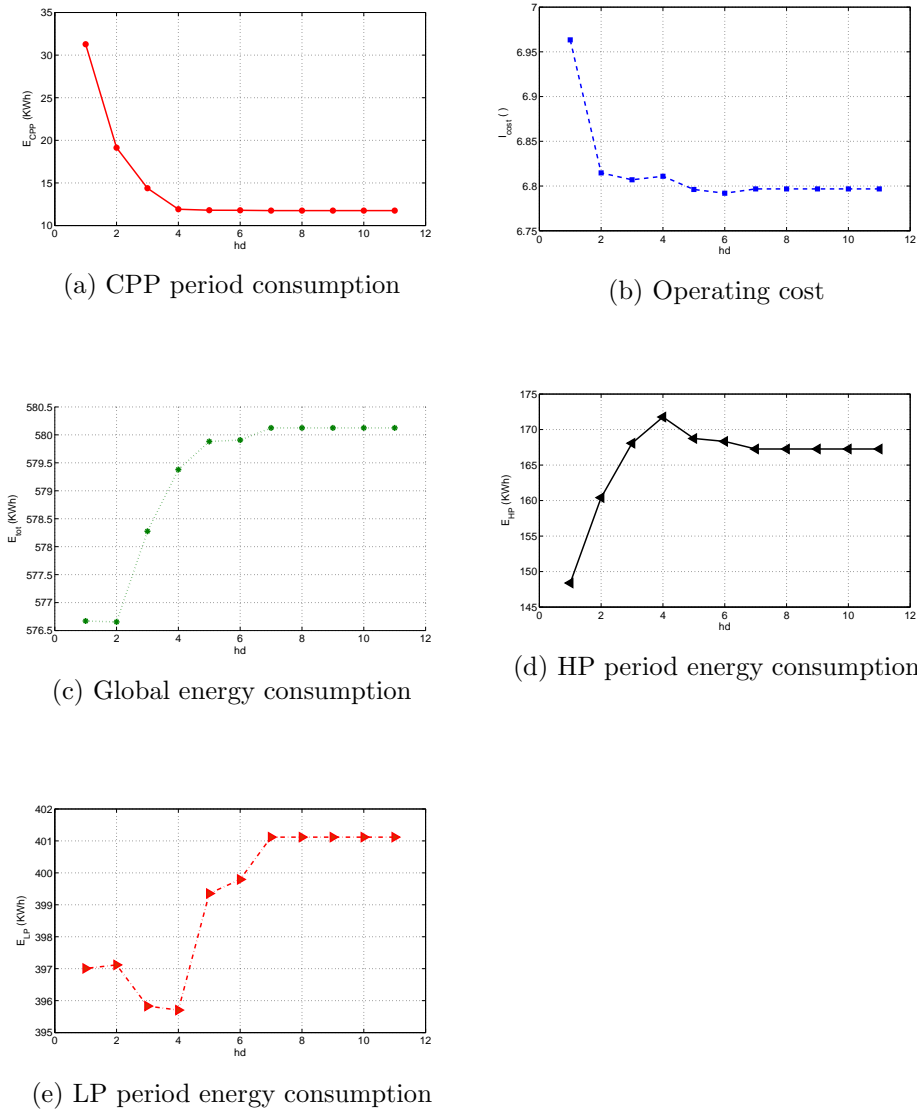 35
30
25
20
15
10
0 2 4 6 8 10 12
hd
E_CPP (KWh)
(a) CPP period consumption
7
6.95
6.9
6.85
6.8
6.75
0 2 4 6 8 10 12
hd
I_cost ( )
(b) Operating cost
580.5
580
579.5
579
578.5
578
577.5
577
576.5
0 2 4 6 8 10 12
hd
E_tot (KWh)
(c) Global energy consumption
175
170
165
160
155
150
145
0 2 4 6 8 10 12
hd
E_HP (KWh)
(d) HP period energy consumption
402
401
400
399
398
397
396
395
0 2 4 6 8 10 12
hd
E_LP (KWh)
(e) LP period energy consumption